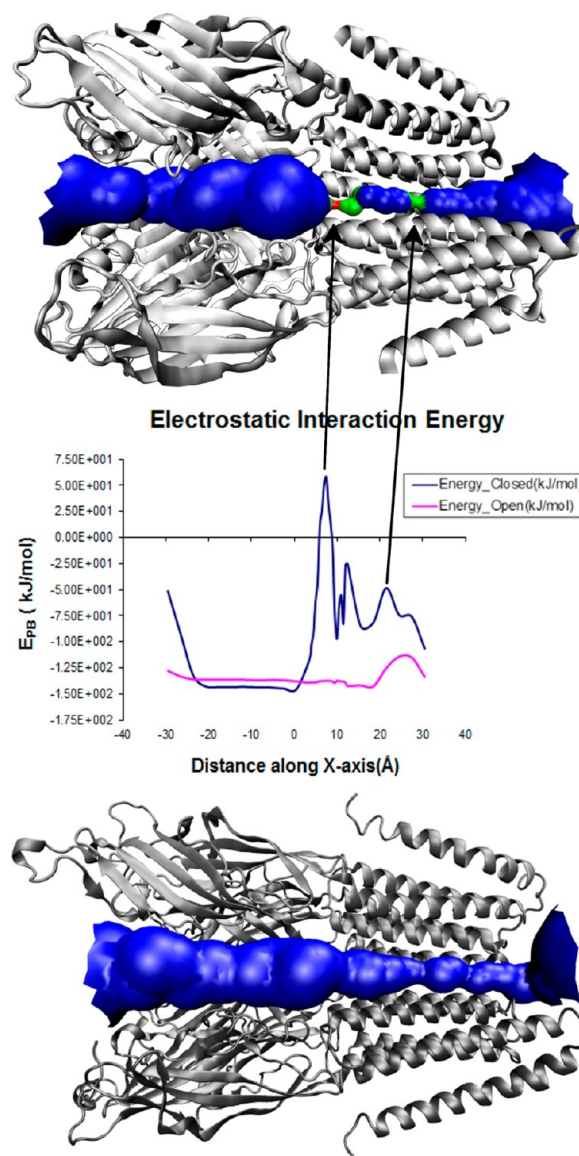 Electrostatic Interaction Energy
7.50E+001
5.00E+001
2.50E+001
0.00E+000
-2.50E+001
-5.00E+001
-7.50E+001
-1.00E+002
-1.25E+002
-1.50E+002
-1.75E+002
E_PB ( kJ/mol)
Energy_Closed(kJ/mol
Energy_Open(kJ/mol)
-40 -30 -20 -10 0 10 20 30 40
Distance along X-axis(Å)